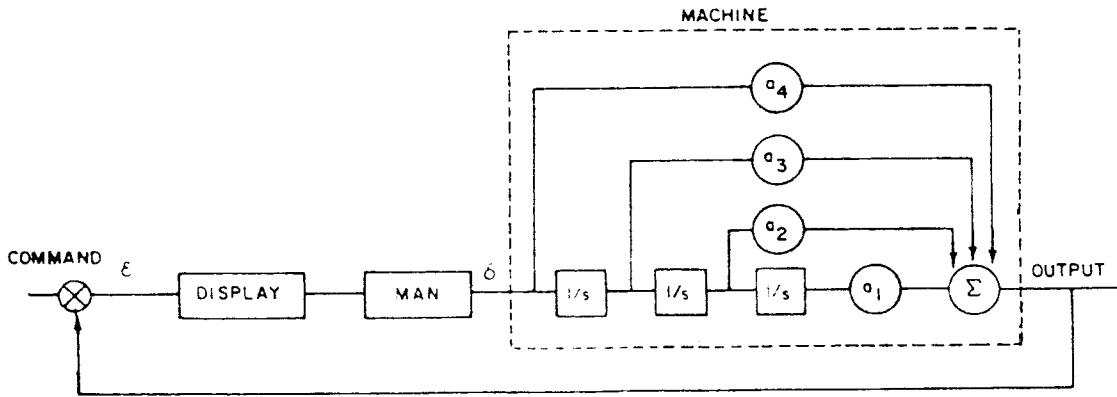 MACHINE
a4
a3
a2
COMMAND
ε
DISPLAY
MAN
δ
1/s
1/s
1/s
a1
Σ
OUTPUT